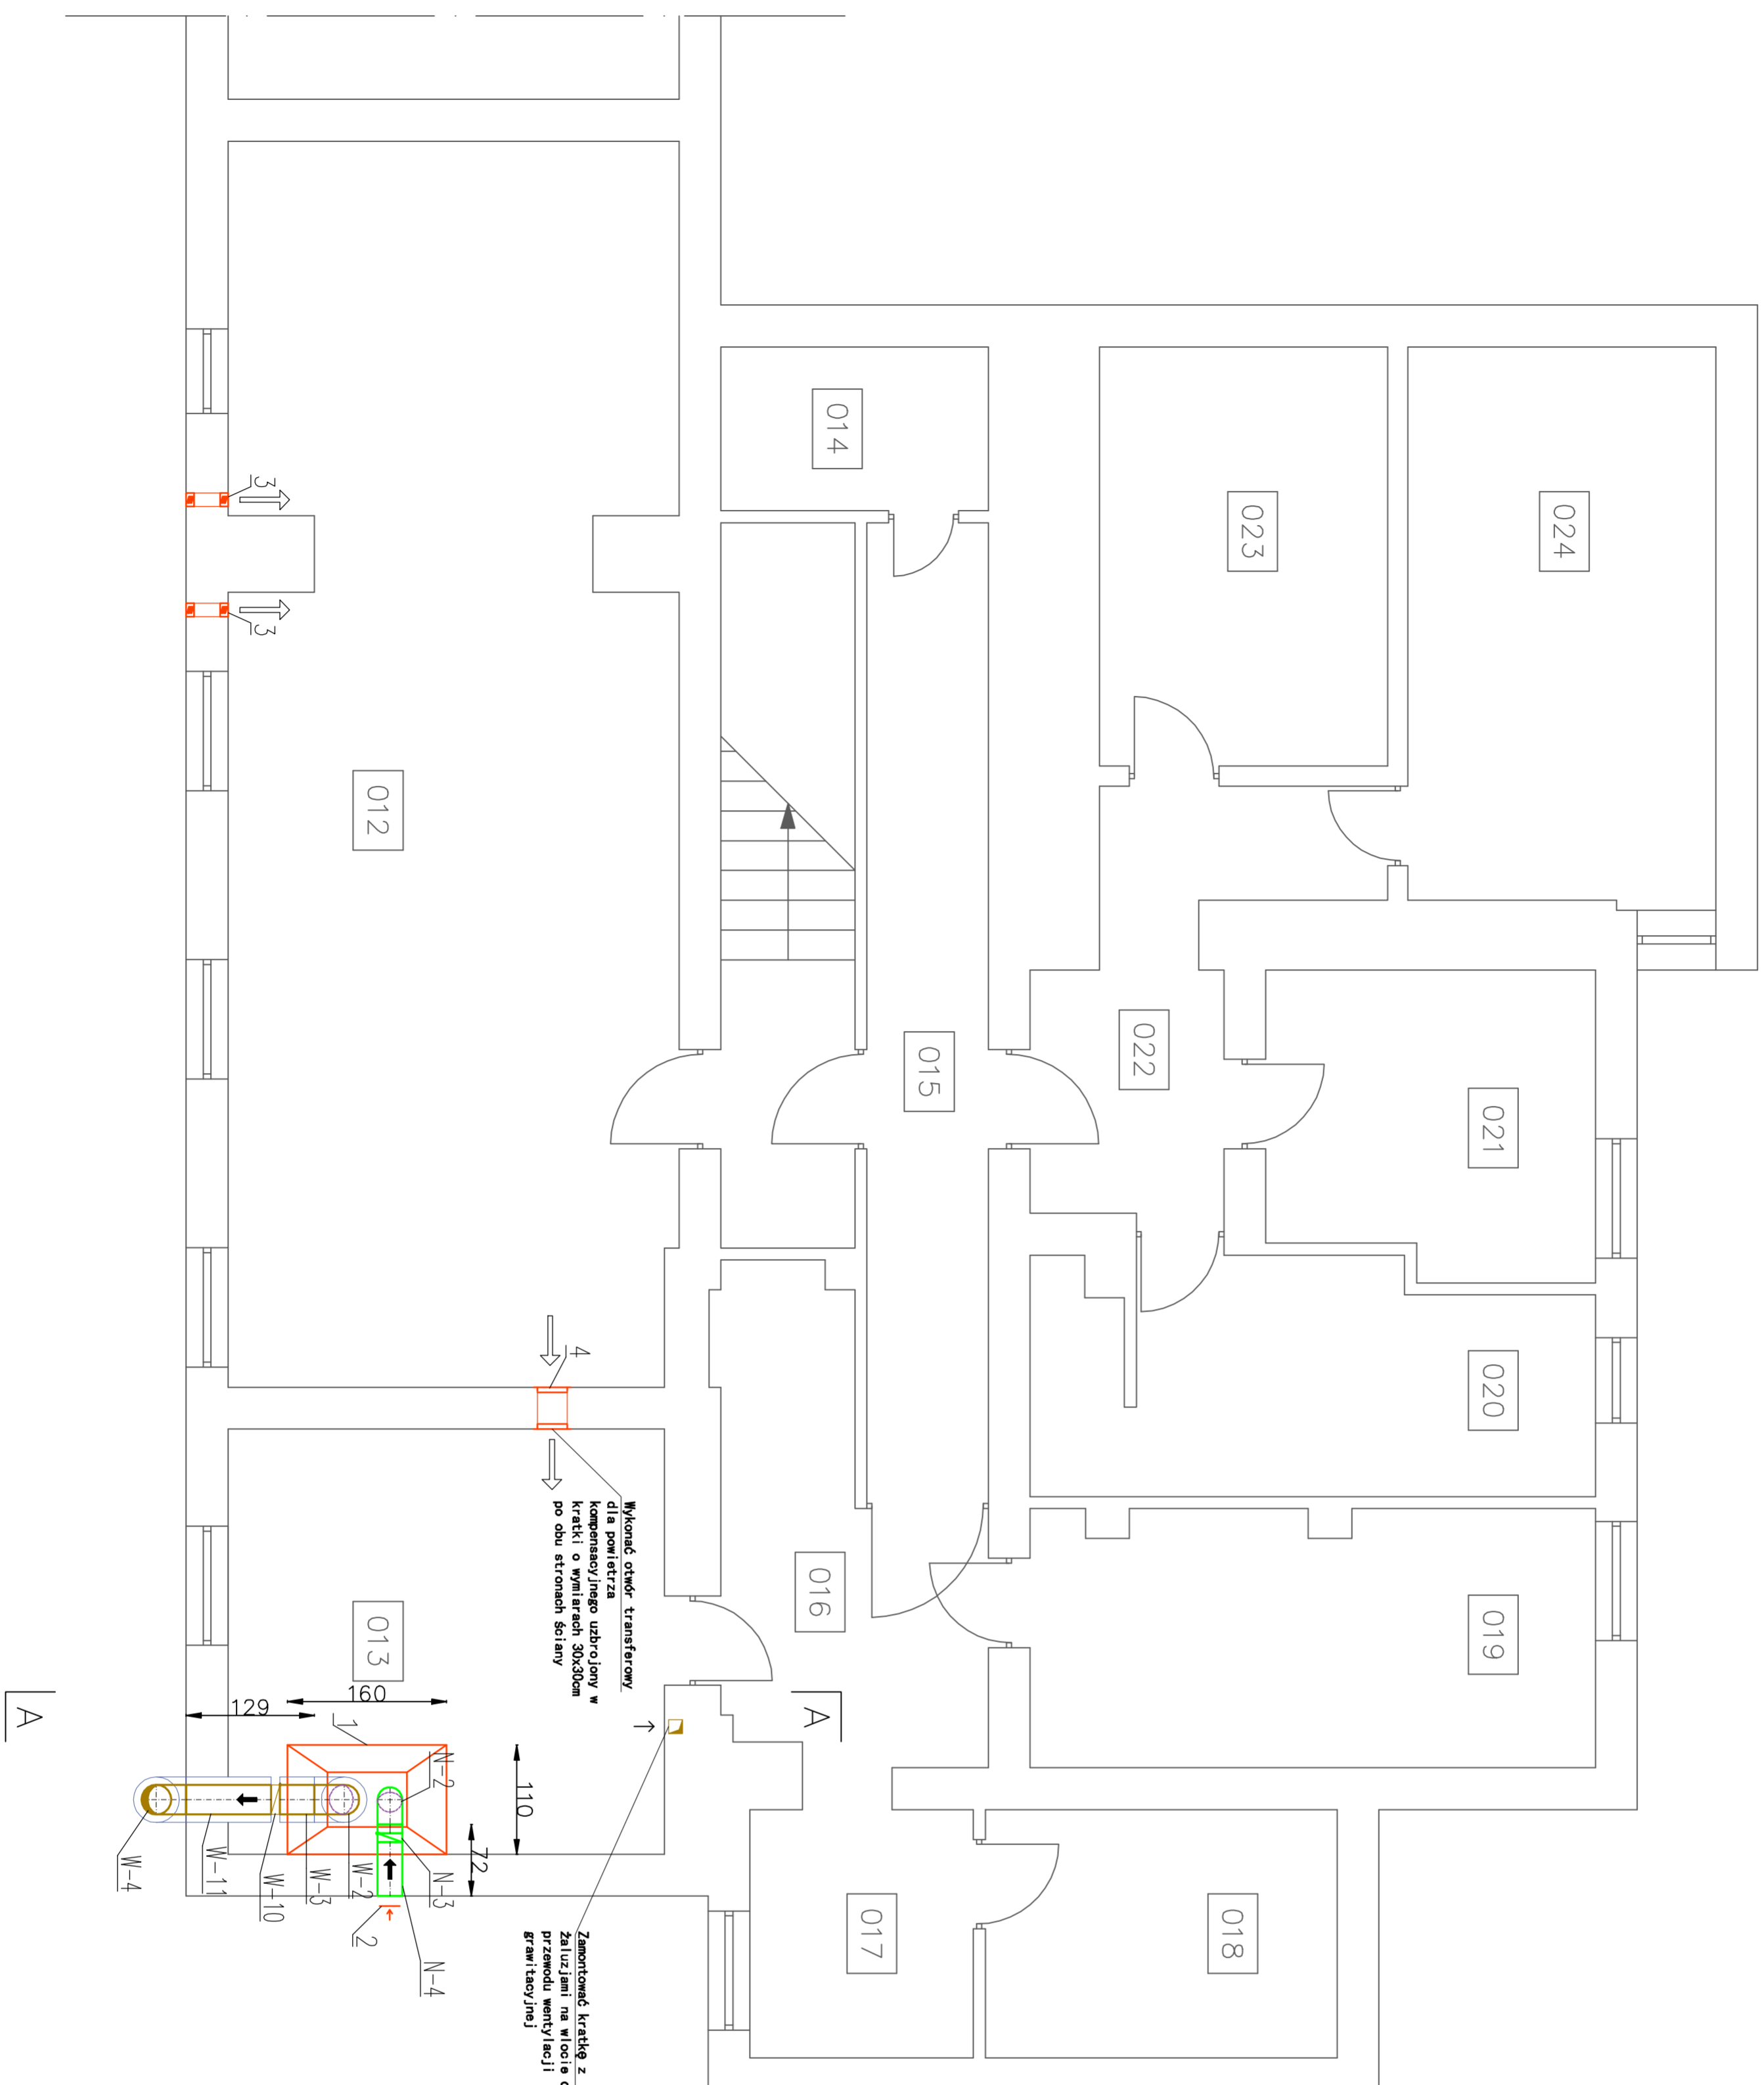 024
023
014
022
015
021
020
019
012
3
3
4
Wykonać otwór transferowy
dla powietrza
kompensacyjnego uzbrojony w
kratki o wymiarach 30x30cm
po obu stronach ściany
016
013
A
A
160
129
1
110
72
N-2
N-3
N-4
W-2
W-3
W-10
W-11
W-4
2
017
018
Zamontować kratkę z
żaluzjami na wlocie
przewodu wentylacji
grawitacyjnej